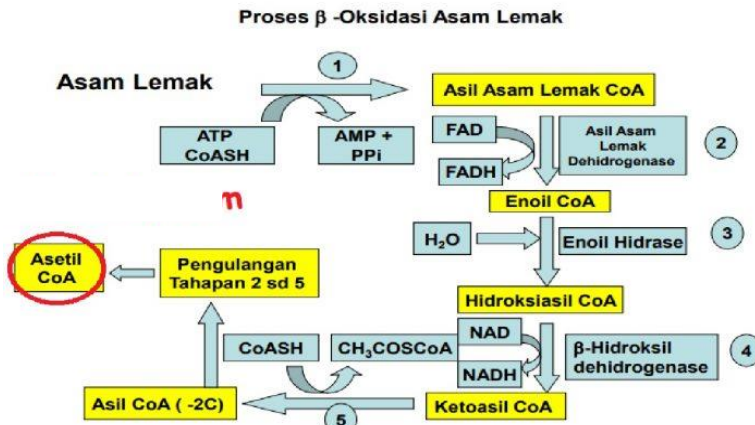 Proses β -Oksidasi Asam Lemak
1
Asam Lemak
Asil Asam Lemak CoA
ATP
CoASH
AMP +
PPi
FAD
FADH
Asil Asam
Lemak
Dehidrogenase
2
Enoil CoA
H₂O
Enoil Hidrase
3
Asetil
CoA
Pengulangan
Tahapan 2 sd 5
Hidroksiasil CoA
CoASH
CH₃COSCoA
NAD
NADH
β-Hidroksil
dehidrogenase
4
Asil CoA ( -2C)
5
Ketoasil CoA